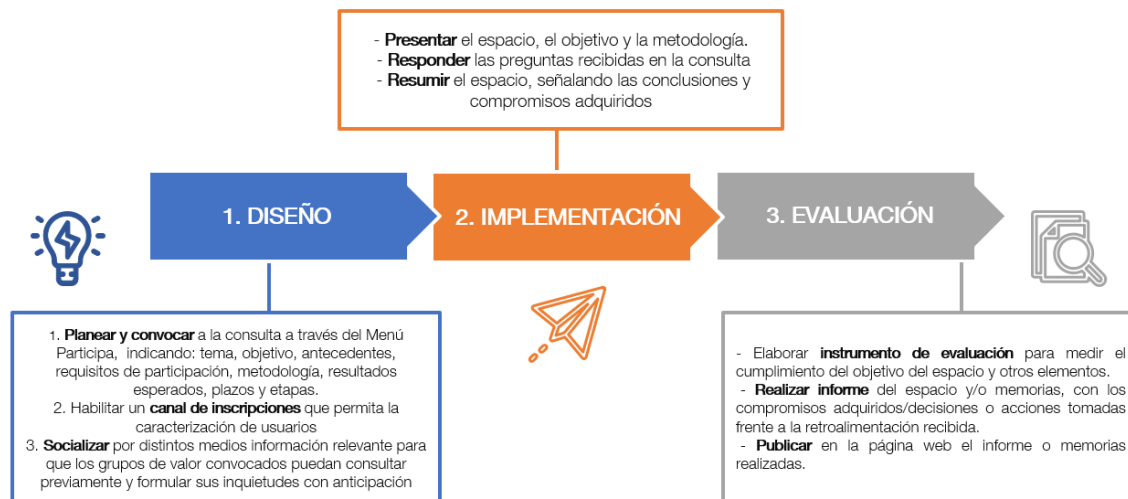 - Presentar el espacio, el objetivo y la metodología.
- Responder las preguntas recibidas en la consulta
- Resumir el espacio, señalando las conclusiones y
compromisos adquiridos
1. DISEÑO
2. IMPLEMENTACIÓN
3. EVALUACIÓN
1. Planear y convocar a la consulta a través del Menú
Participa, indicando: tema, objetivo, antecedentes,
requisitos de participación, metodología, resultados
esperados, plazos y etapas.
2. Habilitar un canal de inscripciones que permita la
caracterización de usuarios
3. Socializar por distintos medios información relevante para
que los grupos de valor convocados puedan consultar
previamente y formular sus inquietudes con anticipación
- Elaborar instrumento de evaluación para medir el
cumplimiento del objetivo del espacio y otros elementos.
- Realizar informe del espacio y/o memorias, con los
compromisos adquiridos/decisiones o acciones tomadas
frente a la retroalimentación recibida.
- Publicar en la página web el informe o memorias
realizadas.